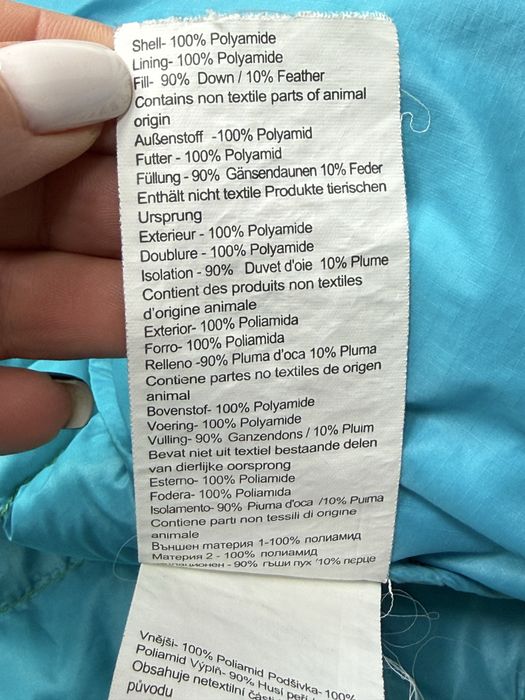 Shell- 100% Polyamide
Lining- 100% Polyamide
Fill- 90% Down / 10% Feather
Contains non textile parts of animal
origin
Außenstoff -100% Polyamid
Futter - 100% Polyamid
Füllung - 90% Gänsendaunen 10% Feder
Enthält nicht textile Produkte tierischen
Ursprung
Exterieur - 100% Polyamide
Doublure - 100% Polyamide
Isolation - 90% Duvet d'oie 10% Plume
Contient des produits non textiles
d'origine animale
Exterior- 100% Poliamida
Forro- 100% Poliamida
Relleno -90% Pluma d'oca 10% Pluma
Contiene partes no textiles de origen
animal
Bovenstof- 100% Polyamide
Voering- 100% Polyamide
Vulling- 90% Ganzendons / 10% Pluim
Bevat niet uit textiel bestaande delen
van dierlijke oorsprong
Esterno- 100% Poliamide
Fodera- 100% Poliamida
Isolamento- 90% Piuma d'oca /10% Puima
Contiene parti non tessili di origine
animale
Външен материя 1-100% полиамид
Материя 2 - 100% полиамид
- 90% гъши пух '10% перце
Vnější- 100% Poliamid Podšívka- 100%
Poliamid Výplň- 90% Husí
Obsahuje netextilní
původu